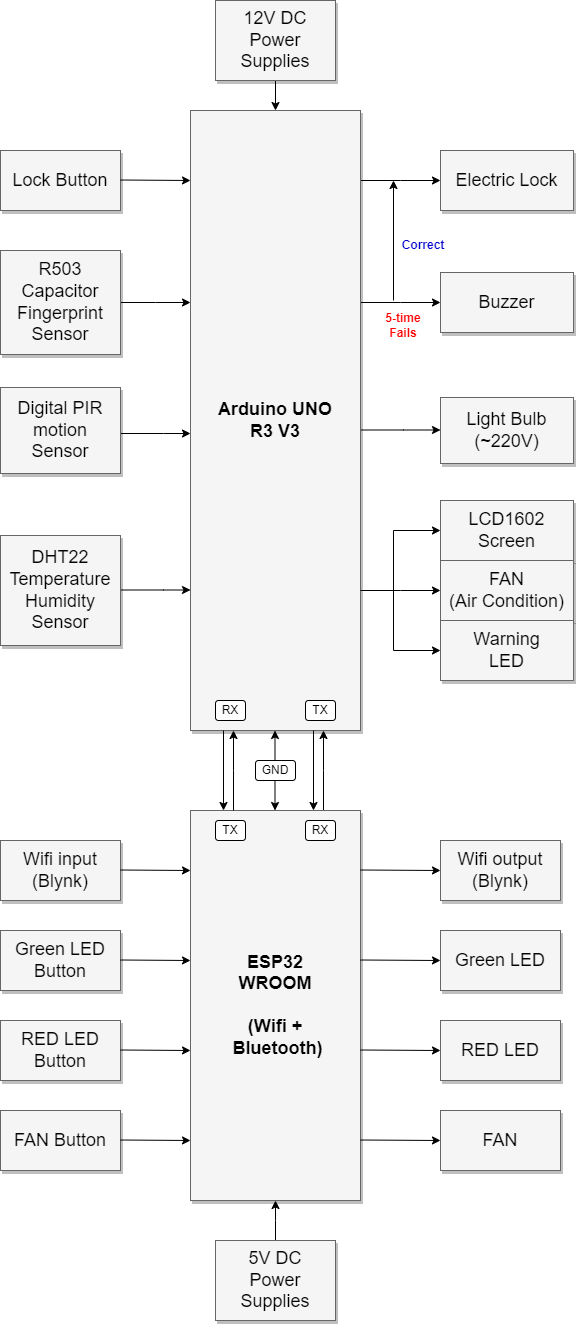 12V DC
Power
Supplies
Lock Button
Electric Lock
Correct
R503
Capacitor
Fingerprint
Sensor
Buzzer
5-time
Fails
Arduino UNO
R3 V3
Digital PIR
motion
Sensor
Light Bulb
(~220V)
LCD1602
Screen
DHT22
Temperature
Humidity
Sensor
FAN
(Air Condition)
Warning
LED
RX
TX
GND
TX
RX
Wifi input
(Blynk)
Wifi output
(Blynk)
Green LED
Button
ESP32
WROOM
(Wifi +
Bluetooth)
Green LED
RED LED
Button
RED LED
FAN Button
FAN
5V DC
Power
Supplies